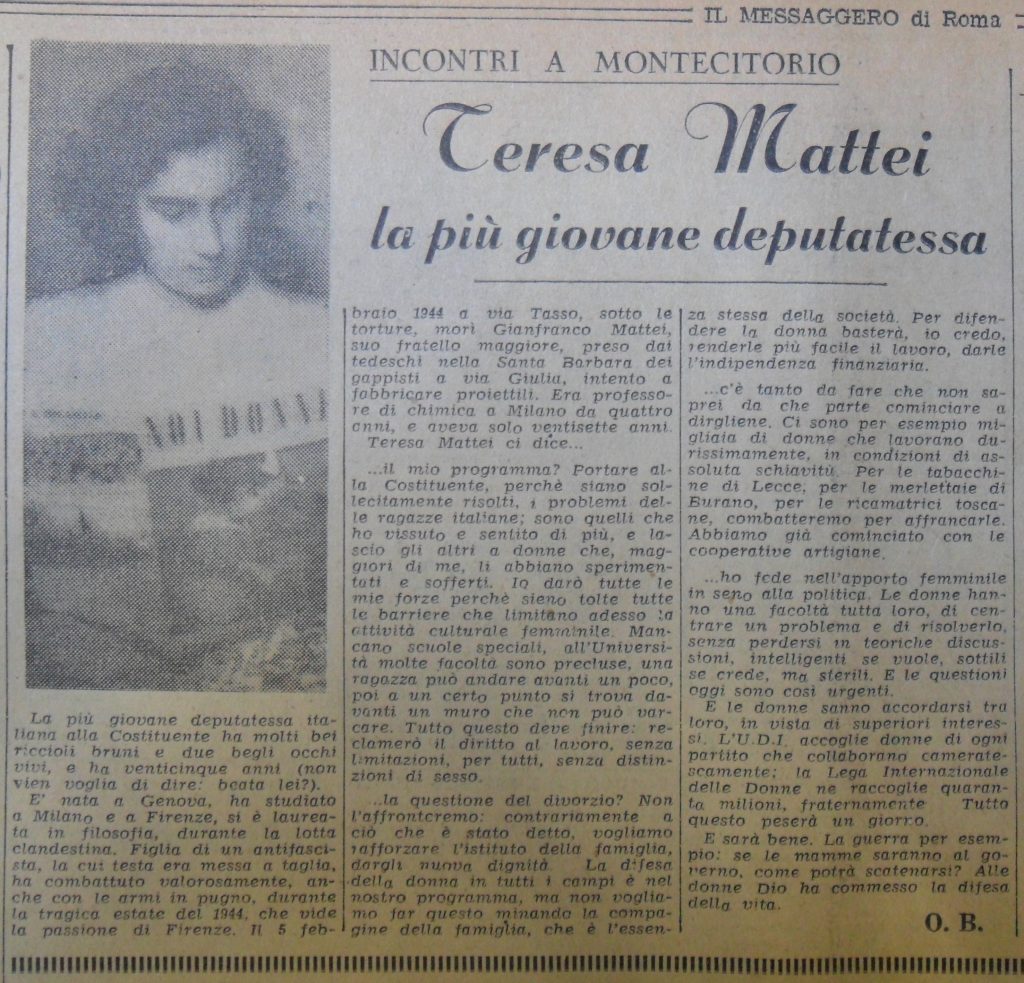 IL MESSAGGERO di Roma
INCONTRI A MONTECITORIO
Teresa Mattei
la più giovane deputatessa
NOI DONNE
La più giovane deputatessa ita-
liana alla Costituente ha molti bei
riccioli bruni e due begli occhi
vivi, e ha venticinque anni (non
vien voglia di dire: beata lei?).
E' nata a Genova, ha studiato
a Milano e a Firenze, si è laurea-
ta in filosofia, durante la lotta
clandestina. Figlia di un antifasci-
sta, la cui testa era messa a taglia,
ha combattuto valorosamente, an-
che con le armi in pugno, durante
la tragica estate del 1944, che vide
la passione di Firenze. Il 5 feb-
braio 1944 a via Tasso, sotto le
torture, morì Gianfranco Mattei,
suo fratello maggiore, preso dai
tedeschi nella Santa Barbara dei
gappisti a via Giulia, intento a
fabbricare proiettili. Era professo-
re di chimica a Milano da quattro
anni, e aveva solo ventisette anni.
Teresa Mattei ci dice...
...il mio programma? Portare al-
la Costituente, perchè siano sol-
lecitamente risolti, i problemi del-
le ragazze italiane; sono quelli che
ho vissuto e sentito di più, e la-
scio gli altri a donne che, mag-
giori di me, li abbiano sperimen-
tati e sofferti. Io darò tutte le
mie forze perchè sieno tolte tutte
le barriere che limitano adesso la
attività culturale femminile. Man-
cano scuole speciali, all'Universi-
tà molte facoltà sono precluse, una
ragazza può andare avanti un poco,
poi a un certo punto si trova da-
vanti un muro che non può var-
care. Tutto questo deve finire: re-
clamerò il diritto al lavoro, senza
limitazioni, per tutti, senza distin-
zioni di sesso.
...la questione del divorzio? Non
l'affronteremo: contrariamente a
ciò che è stato detto, vogliamo
rafforzare l'istituto della famiglia,
dargli nuova dignità. La difesa
della donna in tutti i campi è nel
nostro programma, ma non voglia-
mo far questo minando la compa-
gine della famiglia, che è l'essen-
za stessa della società. Per difen-
dere la donna basterà, io credo,
renderle più facile il lavoro, darle
l'indipendenza finanziaria.
...c'è tanto da fare che non sa-
prei da che parte cominciare a
dirgliene. Ci sono per esempio mi-
gliaia di donne che lavorano du-
rissimamente, in condizioni di as-
soluta schiavitù. Per le tabacchi-
ne di Lecce, per le merlettaie di
Burano, per le ricamatrici tosca-
ne, combatteremo per affrancarle.
Abbiamo già cominciato con le
cooperative artigiane.
...ho fede nell'apporto femminile
in seno alla politica. Le donne han-
no una facoltà tutta loro, di cen-
trare un problema e di risolverlo,
senza perdersi in teoriche discus-
sioni, intelligenti se vuole, sottili
se crede, ma sterili. E le questioni
oggi sono così urgenti.
E le donne sanno accordarsi tra
loro, in vista di superiori interes-
si. L'U.D.I. accoglie donne di ogni
partito che collaborano camerate-
scamente; la Lega Internazionale
delle Donne ne raccoglie quaran-
ta milioni, fraternamente Tutto
questo peserà un giorno.
E sarà bene. La guerra per esem-
pio: se le mamme saranno al go-
verno, come potrà scatenarsi? Alle
donne Dio ha commesso la difesa
della vita.
O. B.